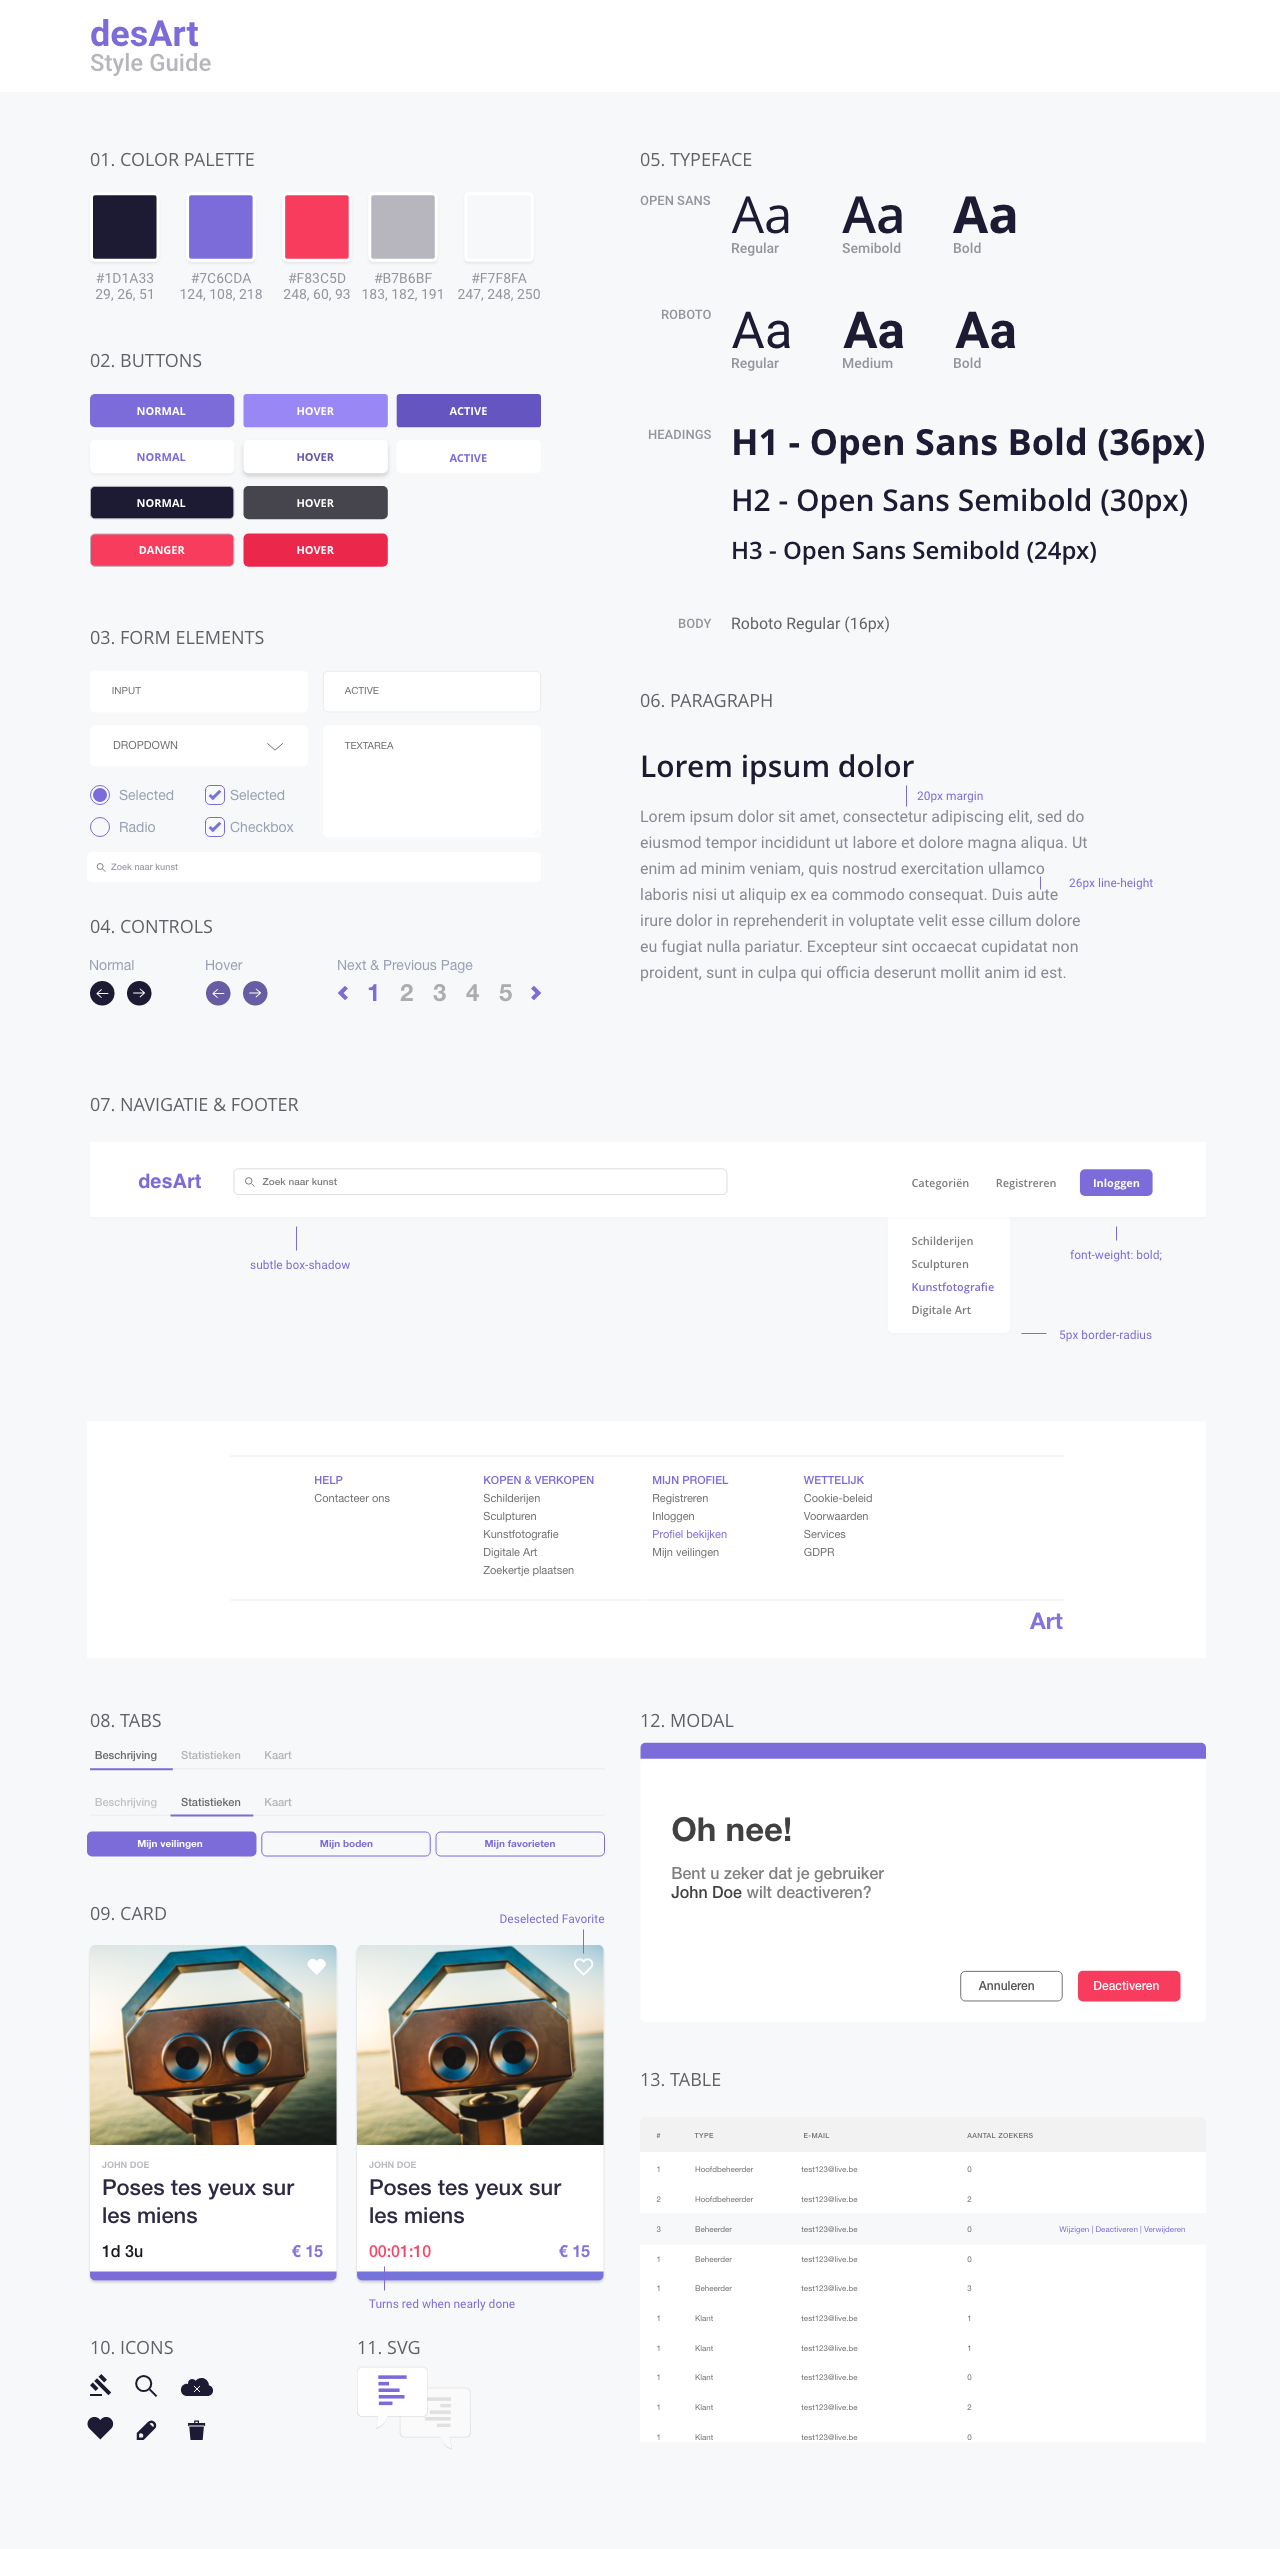 desArt
Style Guide
01. COLOR PALETTE
#1D1A33
29, 26, 51
#7C6CDA
124, 108, 218
#F83C5D
248, 60, 93
#B7B6BF
183, 182, 191
#F7F8FA
247, 248, 250
02. BUTTONS
NORMAL
HOVER
ACTIVE
NORMAL
HOVER
ACTIVE
NORMAL
HOVER
DANGER
HOVER
03. FORM ELEMENTS
INPUT
ACTIVE
DROPDOWN
TEXTAREA
Selected
Selected
Radio
Checkbox
Zoek naar kunst
04. CONTROLS
Normal
Hover
Next & Previous Page
1 2 3 4 5
05. TYPEFACE
OPEN SANS
Aa
Regular
Aa
Semibold
Aa
Bold
ROBOTO
Aa
Regular
Aa
Medium
Aa
Bold
HEADINGS
H1 - Open Sans Bold (36px)
H2 - Open Sans Semibold (30px)
H3 - Open Sans Semibold (24px)
BODY
Roboto Regular (16px)
06. PARAGRAPH
Lorem ipsum dolor
20px margin
Lorem ipsum dolor sit amet, consectetur adipiscing elit, sed do
eiusmod tempor incididunt ut labore et dolore magna aliqua. Ut
enim ad minim veniam, quis nostrud exercitation ullamco
26px line-height
laboris nisi ut aliquip ex ea commodo consequat. Duis aute
irure dolor in reprehenderit in voluptate velit esse cillum dolore
eu fugiat nulla pariatur. Excepteur sint occaecat cupidatat non
proident, sunt in culpa qui officia deserunt mollit anim id est.
07. NAVIGATIE & FOOTER
desArt
Zoek naar kunst
Categoriën
Registreren
Inloggen
subtle box-shadow
Schilderijen
Sculpturen
Kunstfotografie
Digitale Art
font-weight: bold;
5px border-radius
HELP
Contacteer ons
KOPEN & VERKOPEN
Schilderijen
Sculpturen
Kunstfotografie
Digitale Art
Zoekertje plaatsen
MIJN PROFIEL
Registreren
Inloggen
Profiel bekijken
Mijn veilingen
WETTELIJK
Cookie-beleid
Voorwaarden
Services
GDPR
Art
08. TABS
Beschrijving Statistieken Kaart
Beschrijving Statistieken Kaart
Mijn veilingen
Mijn boden
Mijn favorieten
09. CARD
Deselected Favorite
JOHN DOE
Poses tes yeux sur
les miens
1d 3u
€ 15
JOHN DOE
Poses tes yeux sur
les miens
00:01:10
€ 15
Turns red when nearly done
10. ICONS
11. SVG
12. MODAL
Oh nee!
Bent u zeker dat je gebruiker
John Doe wilt deactiveren?
Annuleren
Deactiveren
13. TABLE
# TYPE E-MAIL AANTAL ZOEKERS
1 Hoofdbeheerder test123@live.be 0
2 Hoofdbeheerder test123@live.be 2
3 Beheerder test123@live.be 0 Wijzigen | Deactiveren | Verwijderen
1 Beheerder test123@live.be 0
1 Beheerder test123@live.be 3
1 Klant test123@live.be 1
1 Klant test123@live.be 1
1 Klant test123@live.be 0
1 Klant test123@live.be 2
1 Klant test123@live.be 0